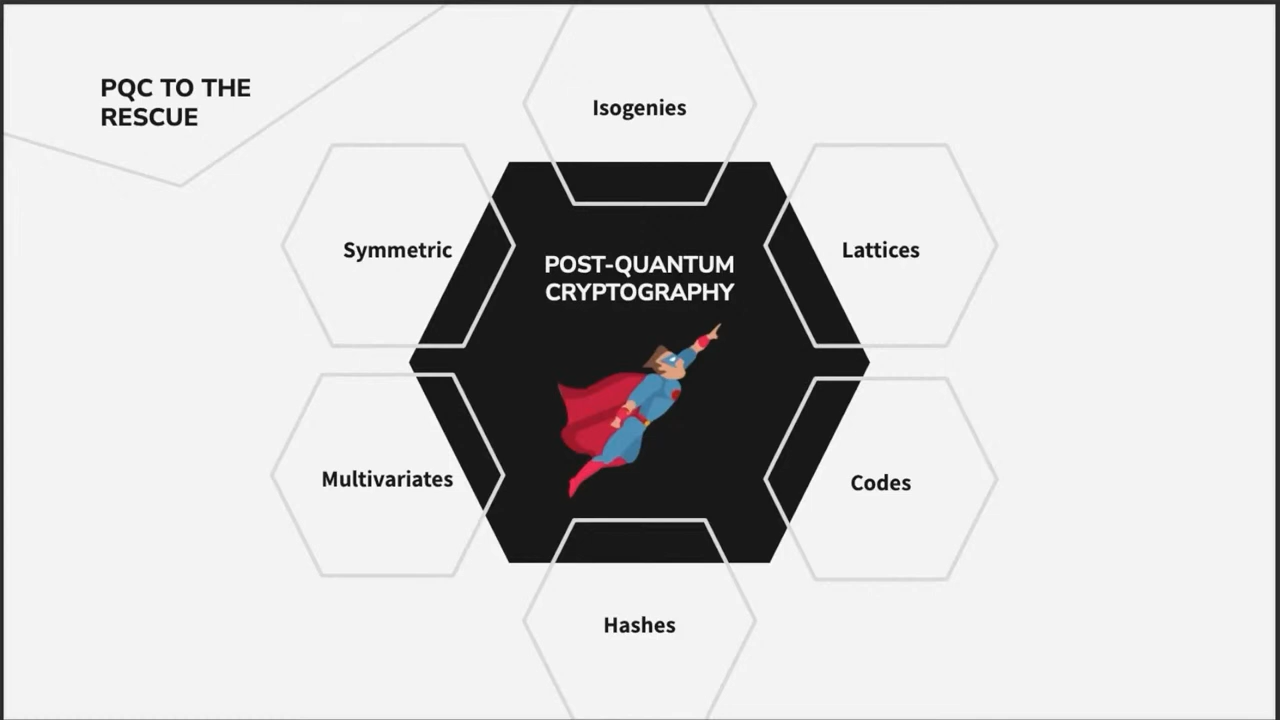 PQC TO THE
RESCUE
Isogenies
Symmetric
Lattices
POST-QUANTUM
CRYPTOGRAPHY
Multivariates
Codes
Hashes